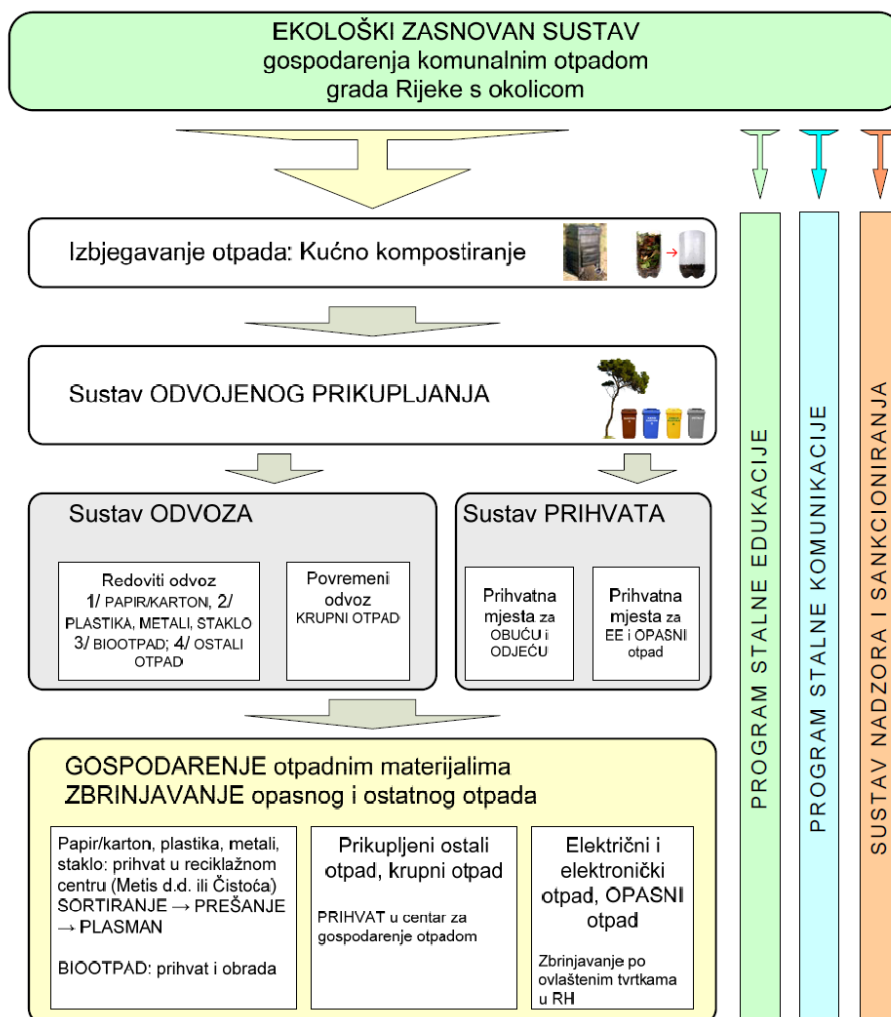 EKOLOŠKI ZASNOVAN SUSTAV
gospodarenja komunalnim otpadom
grada Rijeke s okolicom
Izbjegavanje otpada: Kućno kompostiranje
Sustav ODVOJENOG PRIKUPLJANJA
Sustav ODVOZA
Redoviti odvoz
1/ PAPIR/KARTON, 2/
PLASTIKA, METALI, STAKLO
3/ BIOOTPAD; 4/ OSTALI
OTPAD
Povremeni
odvoz
KRUPNI OTPAD
Sustav PRIHVATA
Prihvatna
mjesta za
OBUĆU i
ODJEĆU
Prihvatna
mjesta za
EE i OPASNI
otpad
GOSPODARENJE otpadnim materijalima
ZBRINJAVANJE opasnog i ostatnog otpada
Papir/karton, plastika, metali,
staklo: prihvat u reciklažnom
centru (Metis d.d. ili Čistoća)
SORTIRANJE → PREŠANJE
→ PLASMAN
BIOOTPAD: prihvat i obrada
Prikupljeni ostali
otpad, krupni otpad
PRIHVAT u centar za
gospodarenje otpadom
Električni i
elektronički
otpad, OPASNI
otpad
Zbrinjavanje po
ovlaštenim tvrtkama
u RH
PROGRAM STALNE EDUKACIJE
PROGRAM STALNE KOMUNIKACIJE
SUSTAV NADZORA I SANKCIONIRANJA